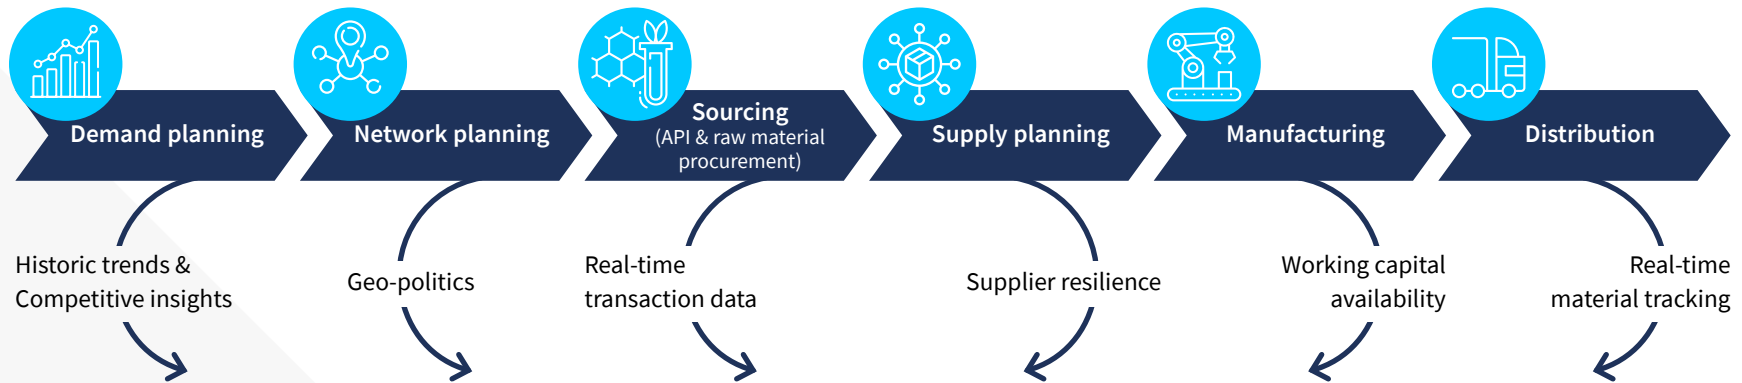 Demand planning
Network planning
Sourcing
(API & raw material
procurement)
Supply planning
Manufacturing
Distribution
Historic trends &
Competitive insights
Geo-politics
Real-time
transaction data
Supplier resilience
Working capital
availability
Real-time
material tracking